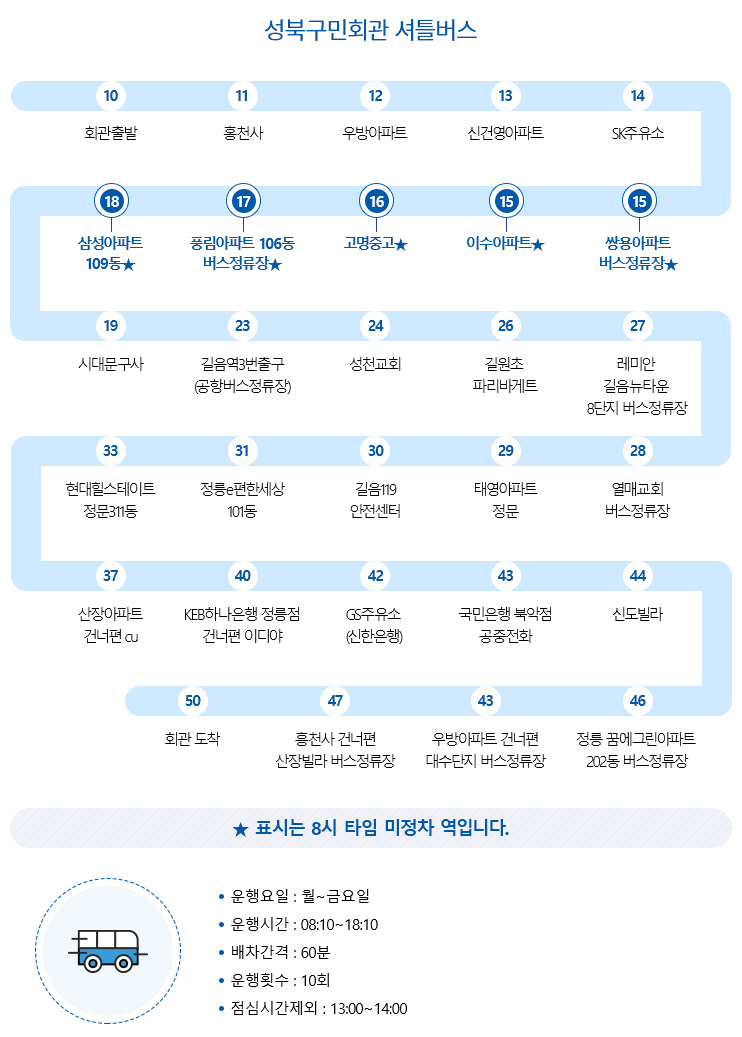 성북구민회관 셔틀버스
10 11 12 13 14
회관출발 흥천사 우방아파트 신건영아파트 SK주유소
18 17 16 15 15
삼성아파트 풍림아파트 106동 고명중고★ 이수아파트★ 쌍용아파트
109동★ 버스정류장★ 버스정류장★
19 23 24 26 27
시대문구사 길음역3번출구 성천교회 길원초 레미안
(공항버스정류장) 파리바게트 길음뉴타운
8단지 버스정류장
33 31 30 29 28
현대힐스테이트 정릉e편한세상 길음119 태영아파트 열매교회
정문311동 101동 안전센터 정문 버스정류장
37 40 42 43 44
산장아파트 KEB하나은행 정릉점 GS주유소 국민은행 북악점 신도빌라
건너편 cu 건너편 이디야 (신한은행) 공중전화
50 47 43 46
회관 도착 흥천사 건너편 우방아파트 건너편 정릉 꿈에그린아파트
산장빌라 버스정류장 대수단지 버스정류장 202동 버스정류장
★ 표시는 8시 타임 미정차 역입니다.
• 운행요일 : 월~금요일
• 운행시간 : 08:10~18:10
• 배차간격 : 60분
• 운행횟수 : 10회
• 점심시간제외 : 13:00~14:00